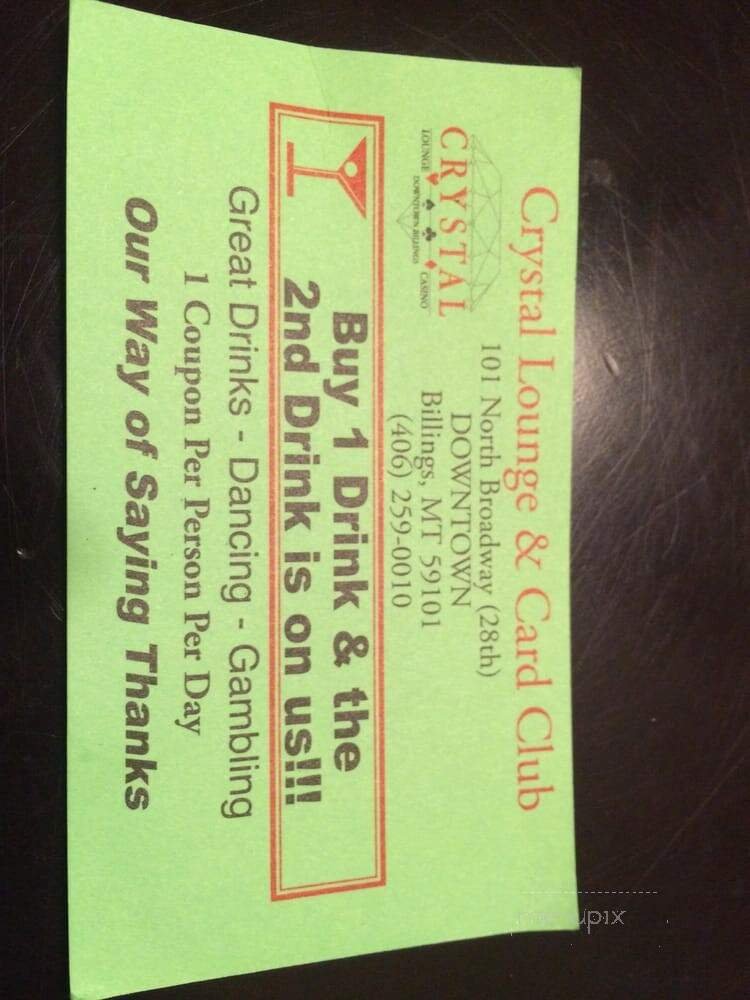 Crystal Lounge & Card Club
101 North Broadway (28th)
DOWNTOWN
Billings, MT 59101
(406) 259-0010
CRYSTAL
LOUNGE CASINO
DOWNTOWN BILLINGS
Buy 1 Drink & the
2nd Drink is on us!!!
Great Drinks - Dancing - Gambling
1 Coupon Per Person Per Day
Our Way of Saying Thanks